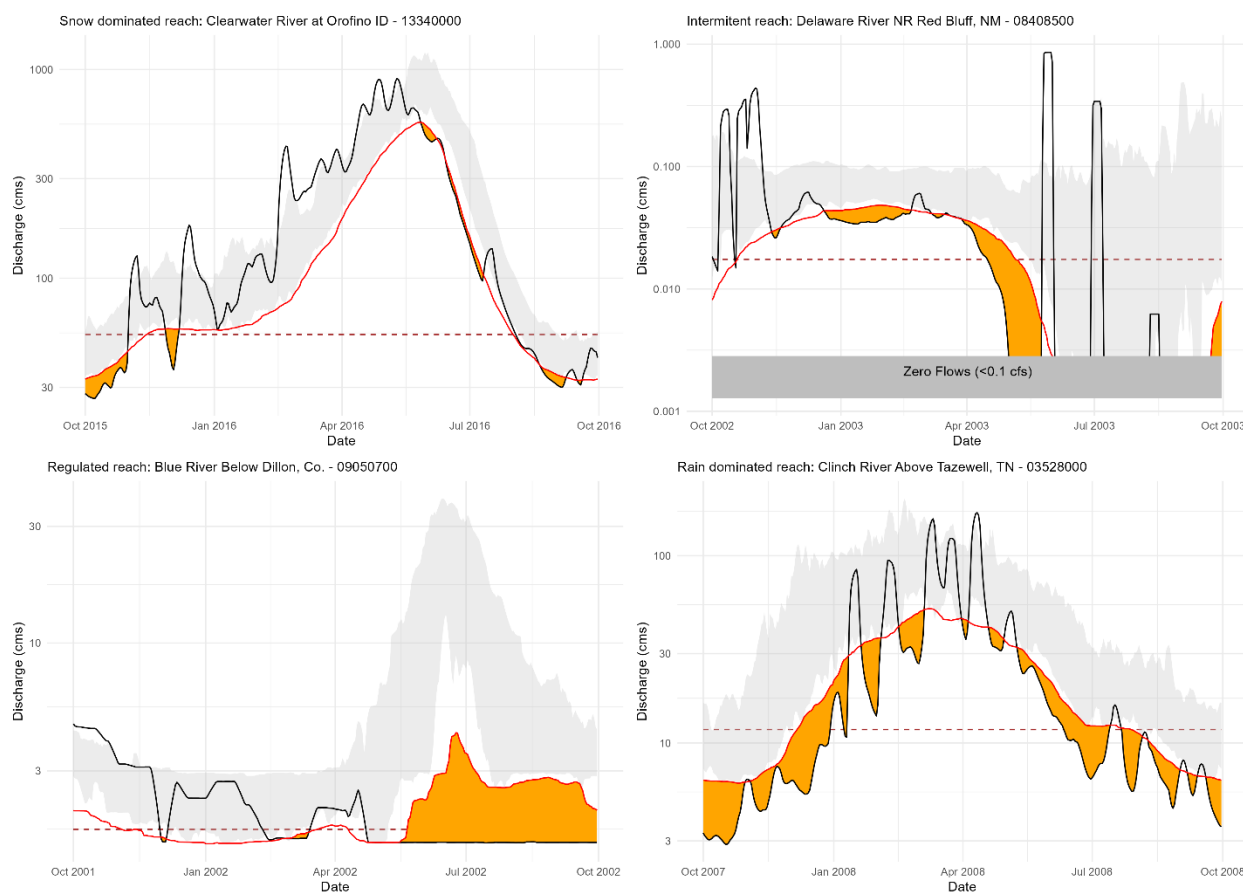 Snow dominated reach: Clearwater River at Orofino ID - 13340000
Discharge (cms)
1000
300
100
30
Oct 2015
Jan 2016
Apr 2016
Jul 2016
Oct 2016
Date
Intermitent reach: Delaware River NR Red Bluff, NM - 08408500
Discharge (cms)
1.000
0.100
0.010
0.001
Zero Flows (<0.1 cfs)
Oct 2002
Jan 2003
Apr 2003
Jul 2003
Oct 2003
Date
Regulated reach: Blue River Below Dillon, Co. - 09050700
Discharge (cms)
30
10
3
Oct 2001
Jan 2002
Apr 2002
Jul 2002
Oct 2002
Date
Rain dominated reach: Clinch River Above Tazewell, TN - 03528000
Discharge (cms)
100
30
10
3
Oct 2007
Jan 2008
Apr 2008
Jul 2008
Oct 2008
Date